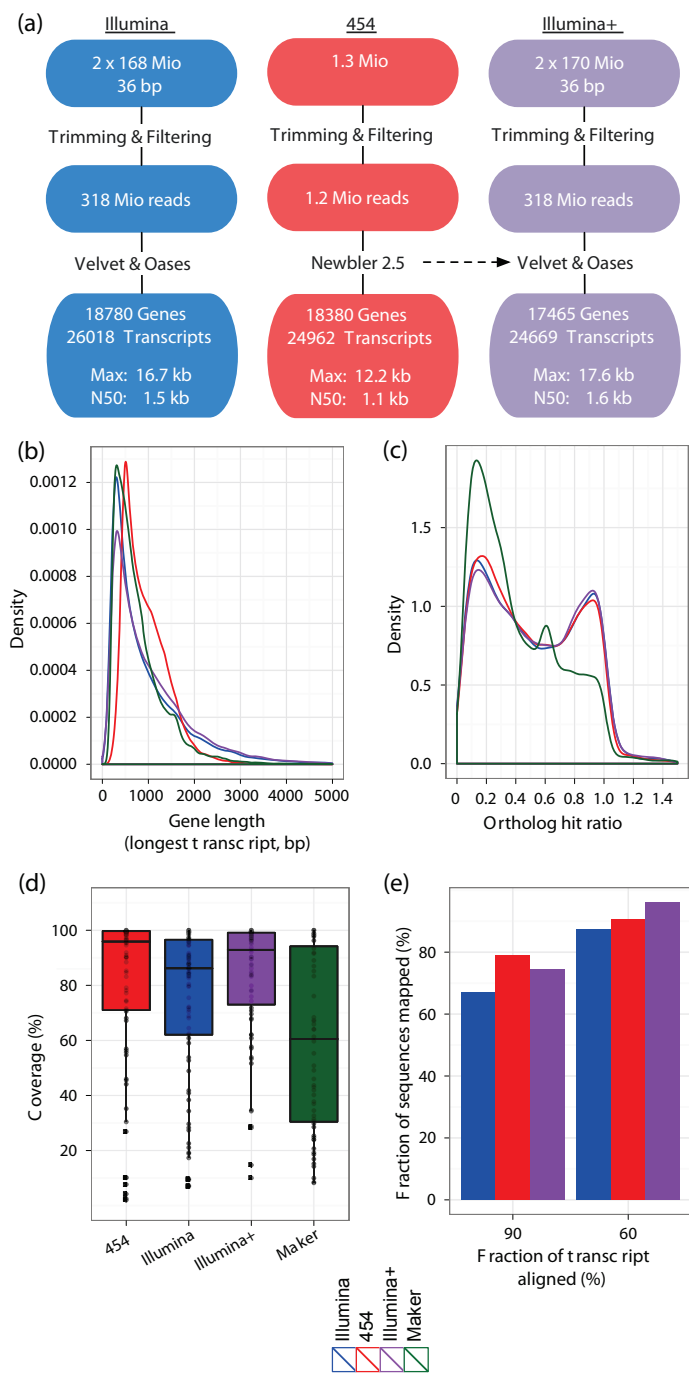 (a)
Illumina
454
Illumina+
2 x 168 Mio
36 bp
1.3 Mio
2 x 170 Mio
36 bp
Trimming & Filtering
Trimming & Filtering
Trimming & Filtering
318 Mio reads
1.2 Mio reads
318 Mio reads
Velvet & Oases
Newbler 2.5
Velvet & Oases
18780 Genes
26018 Transcripts
Max: 16.7 kb
N50: 1.5 kb
18380 Genes
24962 Transcripts
Max: 12.2 kb
N50: 1.1 kb
17465 Genes
24669 Transcripts
Max: 17.6 kb
N50: 1.6 kb
(b)
Density
0.0012
0.0010
0.0008
0.0006
0.0004
0.0002
0.0000
0 1000 2000 3000 4000 5000
Gene length
(longest t ransc ript, bp)
(c)
Density
1.5
1.0
0.5
0.0
0 0.2 0.4 0.6 0.8 1.0 1.2 1.4
Ortholog hit ratio
(d)
C overage (%)
100
80
60
40
20
454
Illumina
Illumina+
Maker
(e)
F raction of sequences mapped (%)
80
60
40
20
0
90 60
F raction of t ransc ript
aligned (%)
Illumina
454
Illumina+
Maker